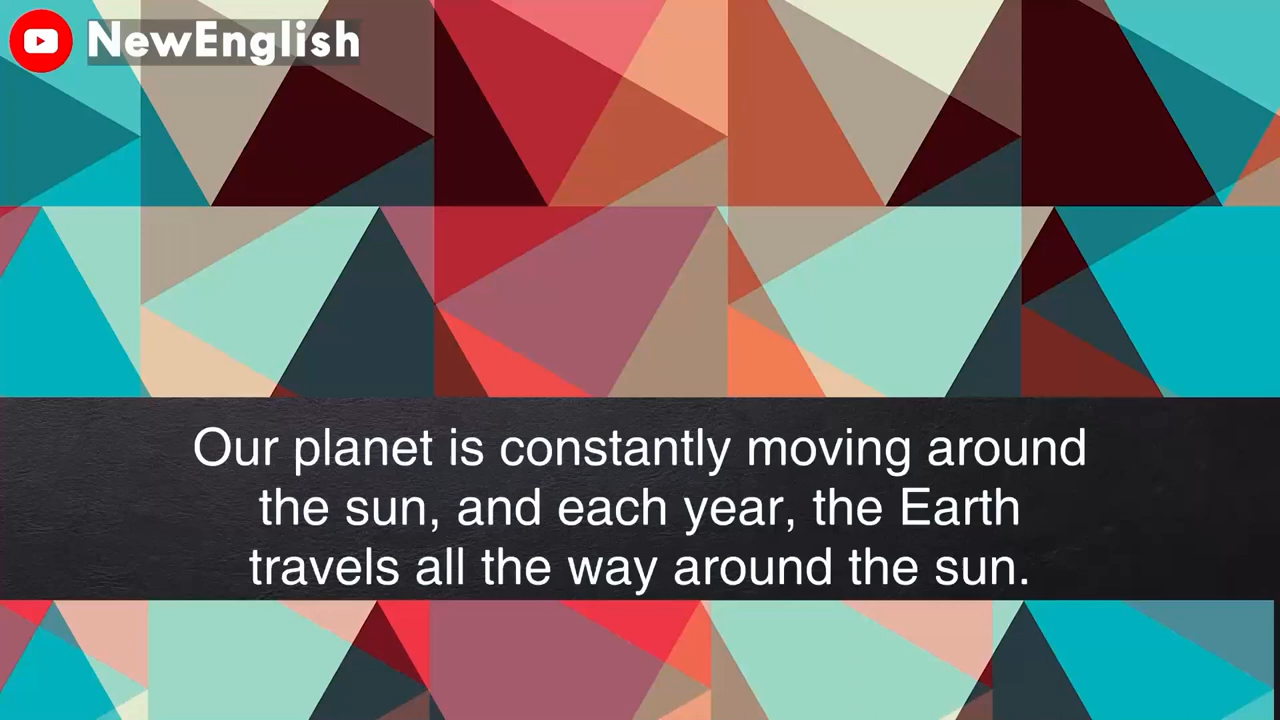 NewEnglish
Our planet is constantly moving around
the sun, and each year, the Earth
travels all the way around the sun.